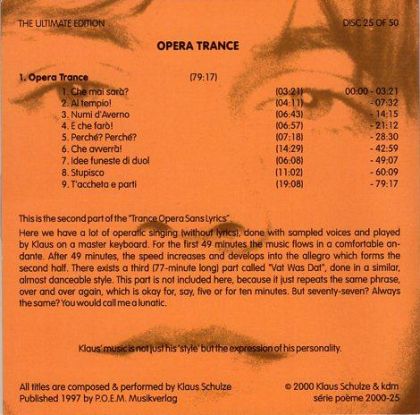 THE ULTIMATE EDITION DISC 25 OF 50
OPERA TRANCE
1. Opera Trance (79:17)
1. Che mai sarà? (03:21) 00:00 - 03:21
2. Al tempio! (04:11) - 07:32
3. Numi d'Averno (06:43) - 14:15
4. E che farò! (06:57) - 21:12
5. Perché? Perché? (07:18) - 28:30
6. Che avverrà! (14:29) - 42:59
7. Idee funeste di duol (06:08) - 49:07
8. Stupisco (11:02) - 60:09
9. T'accheta e parti (19:08) - 79:17
This is the second part of the "Trance Opera Sans Lyrics".
Here we have a lot of operatic singing (without lyrics), done with sampled voices and played
by Klaus on a master keyboard. For the first 49 minutes the music flows in a comfortable an-
dante. After 49 minutes, the speed increases and develops into the allegro which forms the
second half. There exists a third (77-minute long) part called "Vat Was Dat", done in a similar,
almost danceable style. This part is not included here, because it just repeats the same phrase,
over and over again, which is okay for, say, five or for ten minutes. But seventy-seven? Always
the same? You would call me a lunatic.
Klaus' music is not just his 'style' but the expression of his personality.
All titles are composed & performed by Klaus Schulze © 2000 Klaus Schulze & kdm
Published 1997 by P.O.E.M. Musikverlag série poème 2000-25